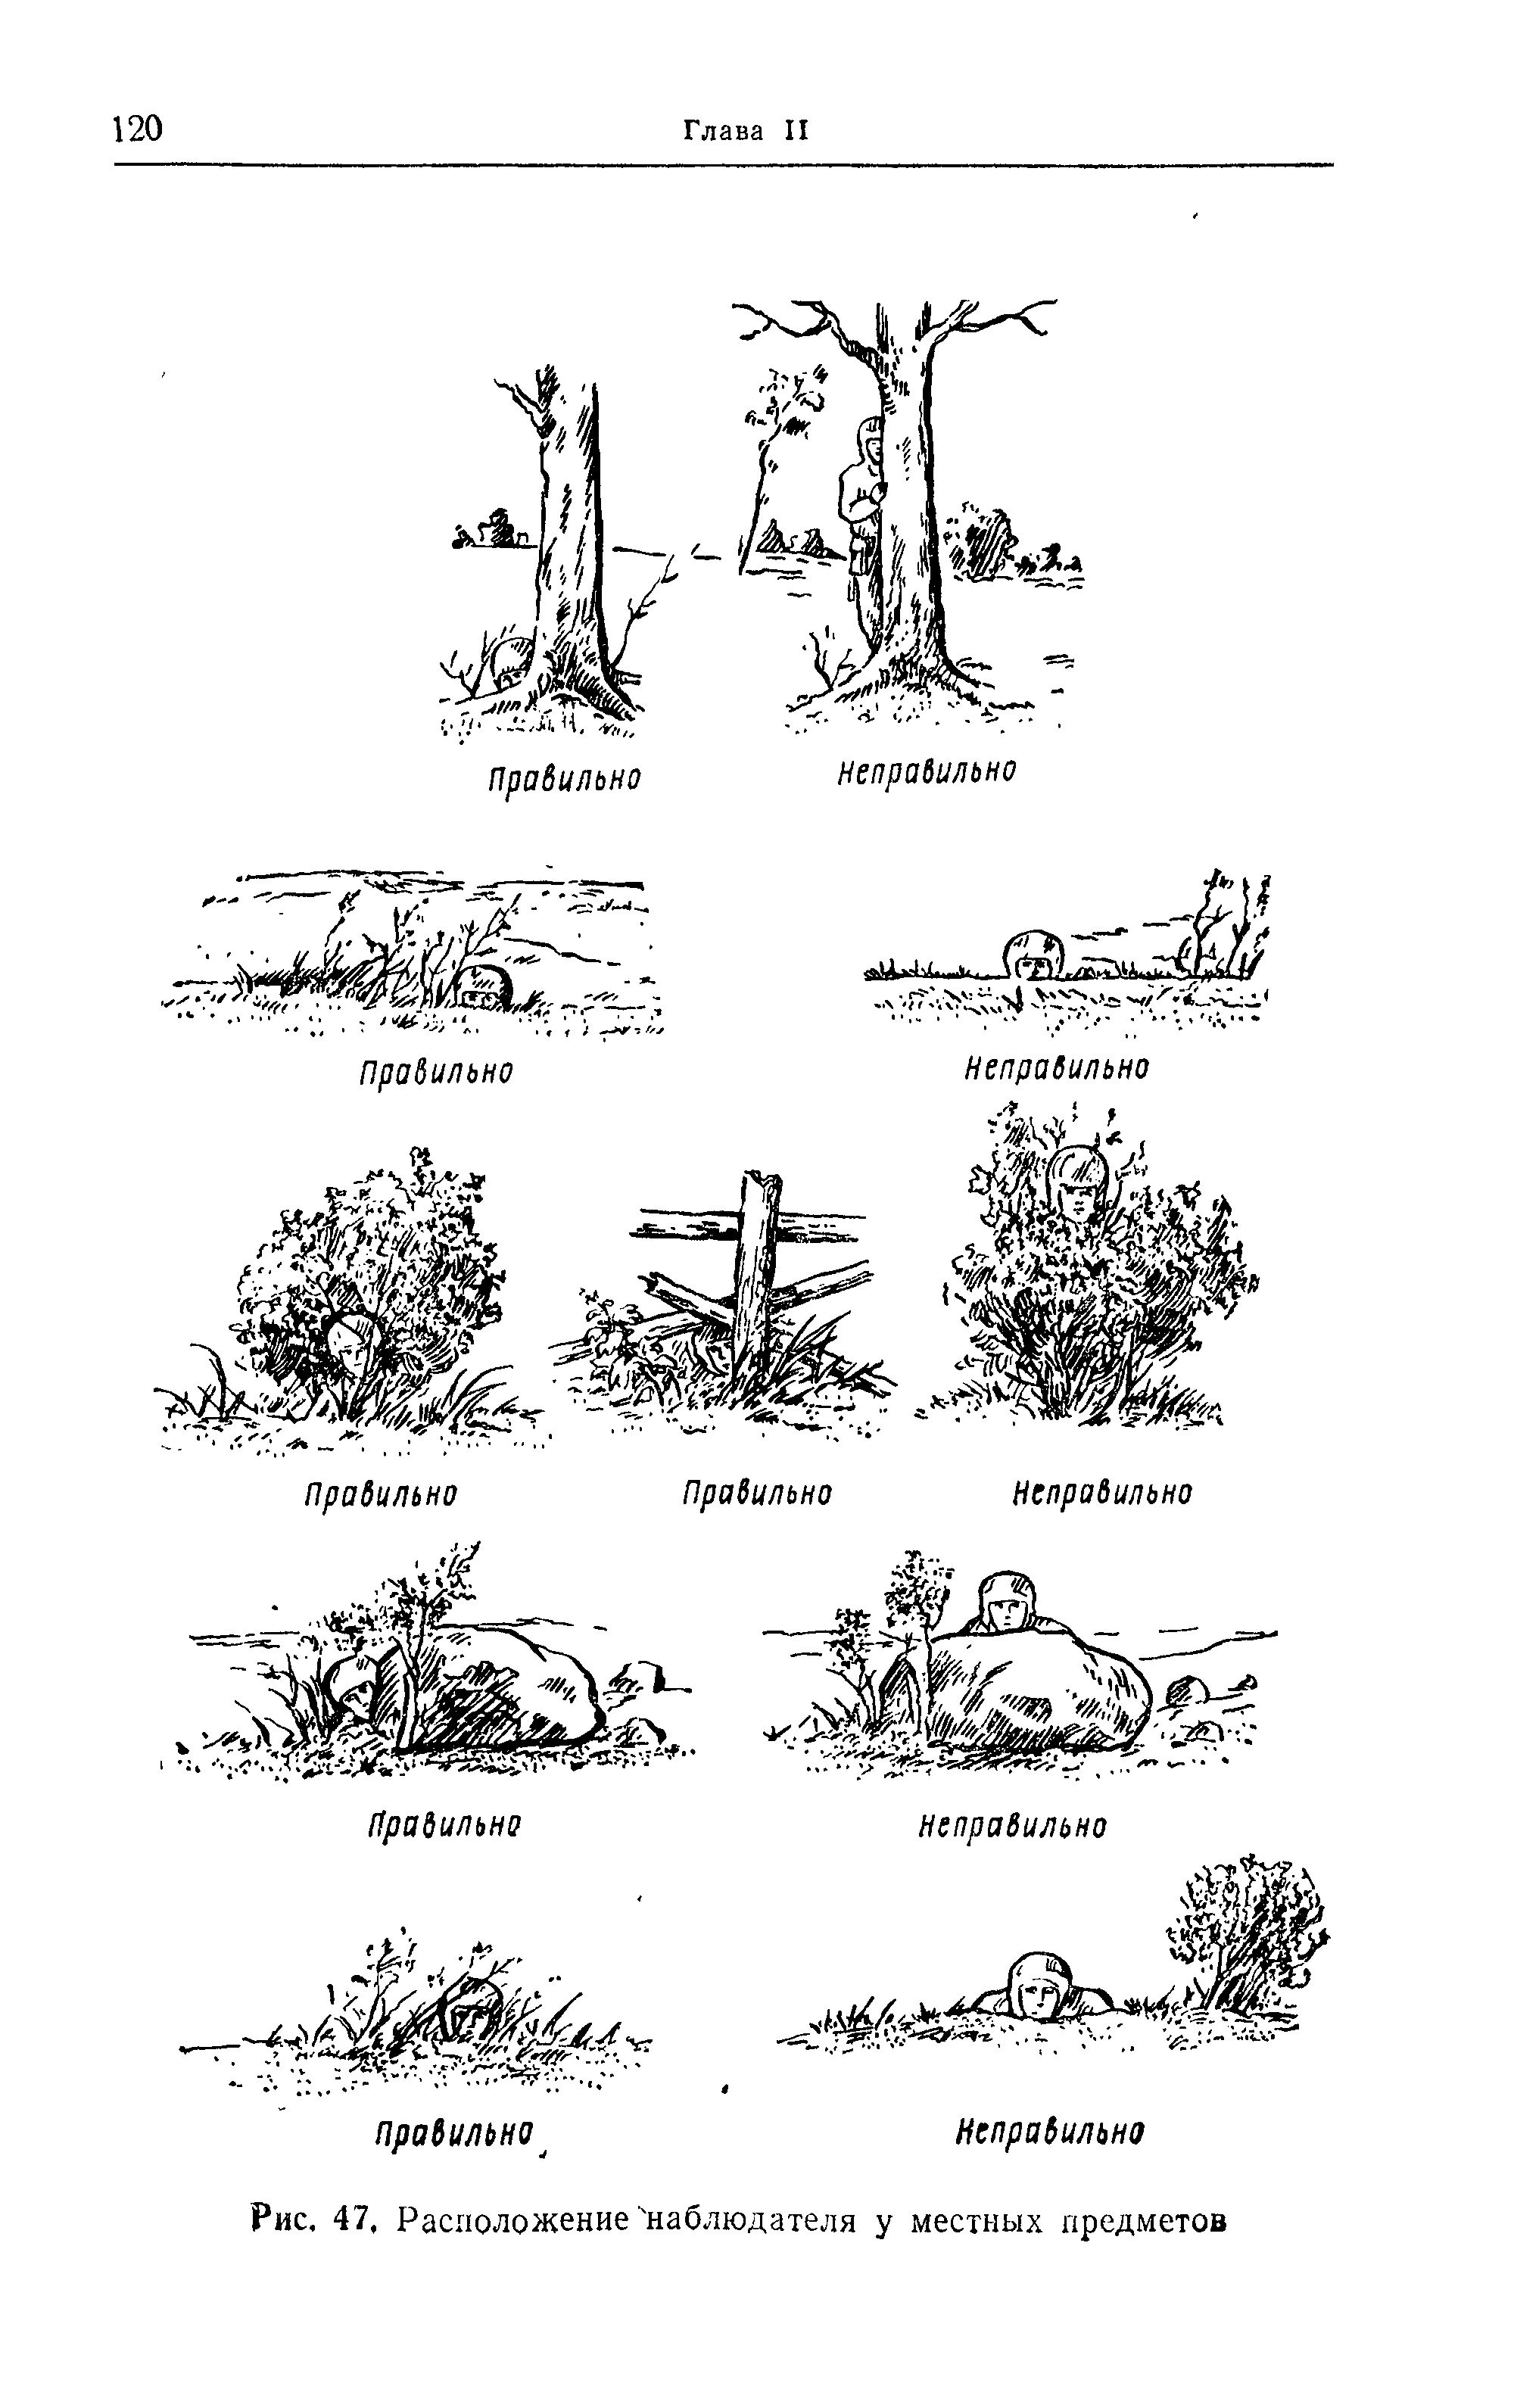 120
Глава II
Правильно
Неправильно
Правильно
Неправильно
Правильно
Правильно
Неправильно
Правильно
Неправильно
Правильно
Неправильно
Рис. 47. Расположение наблюдателя у местных предметов